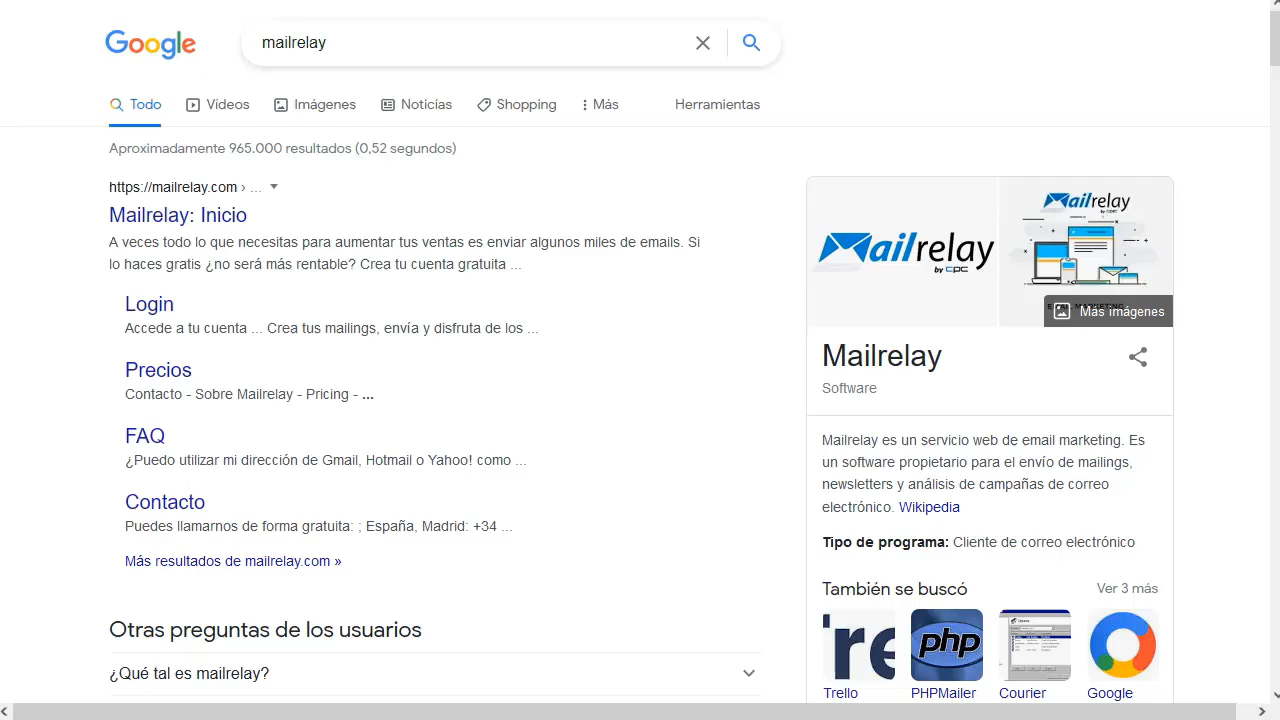 Google
mailrelay
Todo
Vídeos
Imágenes
Noticias
Shopping
Más
Herramientas
Aproximadamente 965.000 resultados (0,52 segundos)
https://mailrelay.com › ...
Mailrelay: Inicio
A veces todo lo que necesitas para aumentar tus ventas es enviar algunos miles de emails. Si
lo haces gratis ¿no será más rentable? Crea tu cuenta gratuita ...
Login
Accede a tu cuenta ... Crea tus mailings, envía y disfruta de los ...
Precios
Contacto - Sobre Mailrelay - Pricing - ...
FAQ
¿Puedo utilizar mi dirección de Gmail, Hotmail o Yahoo! como ...
Contacto
Puedes llamarnos de forma gratuita: ; España, Madrid: +34 ...
Más resultados de mailrelay.com »
Otras preguntas de los usuarios
¿Qué tal es mailrelay?
Mailrelay
by cpc
Mailrelay
by cpc
Más imágenes
Mailrelay
Software
Mailrelay es un servicio web de email marketing. Es
un software propietario para el envío de mailings,
newsletters y análisis de campañas de correo
electrónico. Wikipedia
Tipo de programa: Cliente de correo electrónico
También se buscó
Ver 3 más
re
php
Trello
PHPMailer
Courier
Google